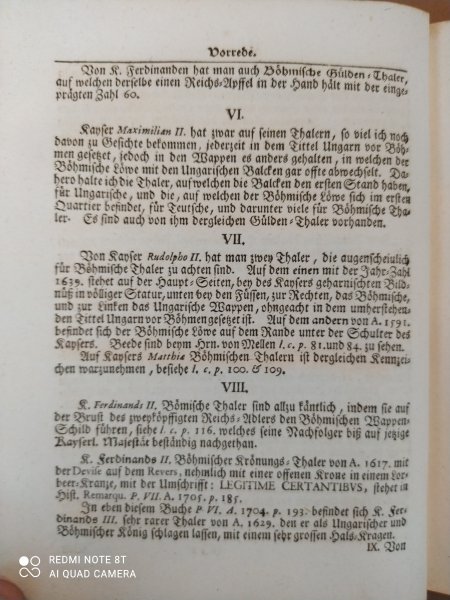 Vorrede.
Von K. Ferdinanden hat man auch Böhmische Gülden-Thaler,
auf welchen derselbe einen Reichs-Apffel in der Hand hält mit der einge-
prägten Zahl 60.
VI.
Kayser Maximilian II. hat zwar auf seinen Thalern, so viel ich noch
davon zu Gesichte bekommen, jederzeit in dem Tittel Ungarn vor Böh-
men gesetzet, jedoch in den Wappen es anders gehalten, in welchen der
Böhmische Löwe mit den Ungarischen Balcken gar offte abwechselt. Da-
hero halte ich die Thaler, auf welchen die Balcken den ersten Stand haben,
für Ungarische, und die, auf welchen der Böhmische Löw sich im ersten
Quartier befindet, für Teutsche, und darunter viele für Böhmische Tha-
ler. Es sind auch von ihm dergleichen Gülden-Thaler vorhanden.
VII.
Von Kayser Rudolpho II. hat man zwey Thaler, die augenscheiulich
für Böhmische Thaler zu achten sind. Auf dem einen mit der Jahr-Zahl
1639. stehet auf der Haupt-Seiten, bey des Kaysers geharnischten Bild-
nüß in völliger Statur, unten bey den Füssen, zur Rechten, das Böhmische,
und zur Lincken das Ungarische Wappen, ohngeacht in dem umherstehen-
den Tittel Ungarn vor Böhmen gesetzet ist. Auf dem andern von A. 1591.
befindet sich der Böhmische Löwe auf dem Rande unter der Schulter des
Kaysers. Beede sind beym Hrn. von Mellen l. c. p. 81. und 84. zu sehen.
Auf Kaysers Matthiæ Böhmischen Thalern ist dergleichen Kennzei-
chen warzunehmen, besiehe l. c. p. 100. & 109.
VIII.
K. Ferdinands II. Bömische Thaler sind allzu käntlich, indem sie auf
der Brust des zweyköpffigten Reichs-Adlers den Böhmischen Wappen-
Schild führen, siehe l. c. p. 116. welches seine Nachfolger biß auf jetzige
Kayserl. Majestät beständig nachgethan.
K. Ferdinands II. Böhmischer Krönungs-Thaler von A. 1617. mit
der Devise auf dem Revers, nehmlich mit einer offenen Krone in einem Lor-
beer-Kranze, mit der Umschrifft: LEGITIME CERTANTIBVS, stehet in
Hist. Remarqu. P. VII. A. 1705. p. 185.
In eben diesem Buche P. VI. A. 1704. p. 193. befindet sich K. Fer-
dinands III. sehr rarer Thaler von A. 1629. den er als Ungarischer und
Böhmischer König schlagen lassen, mit einem sehr grossen Hals-Kragen.
IX. Von
REDMI NOTE 8T
AI QUAD CAMERA